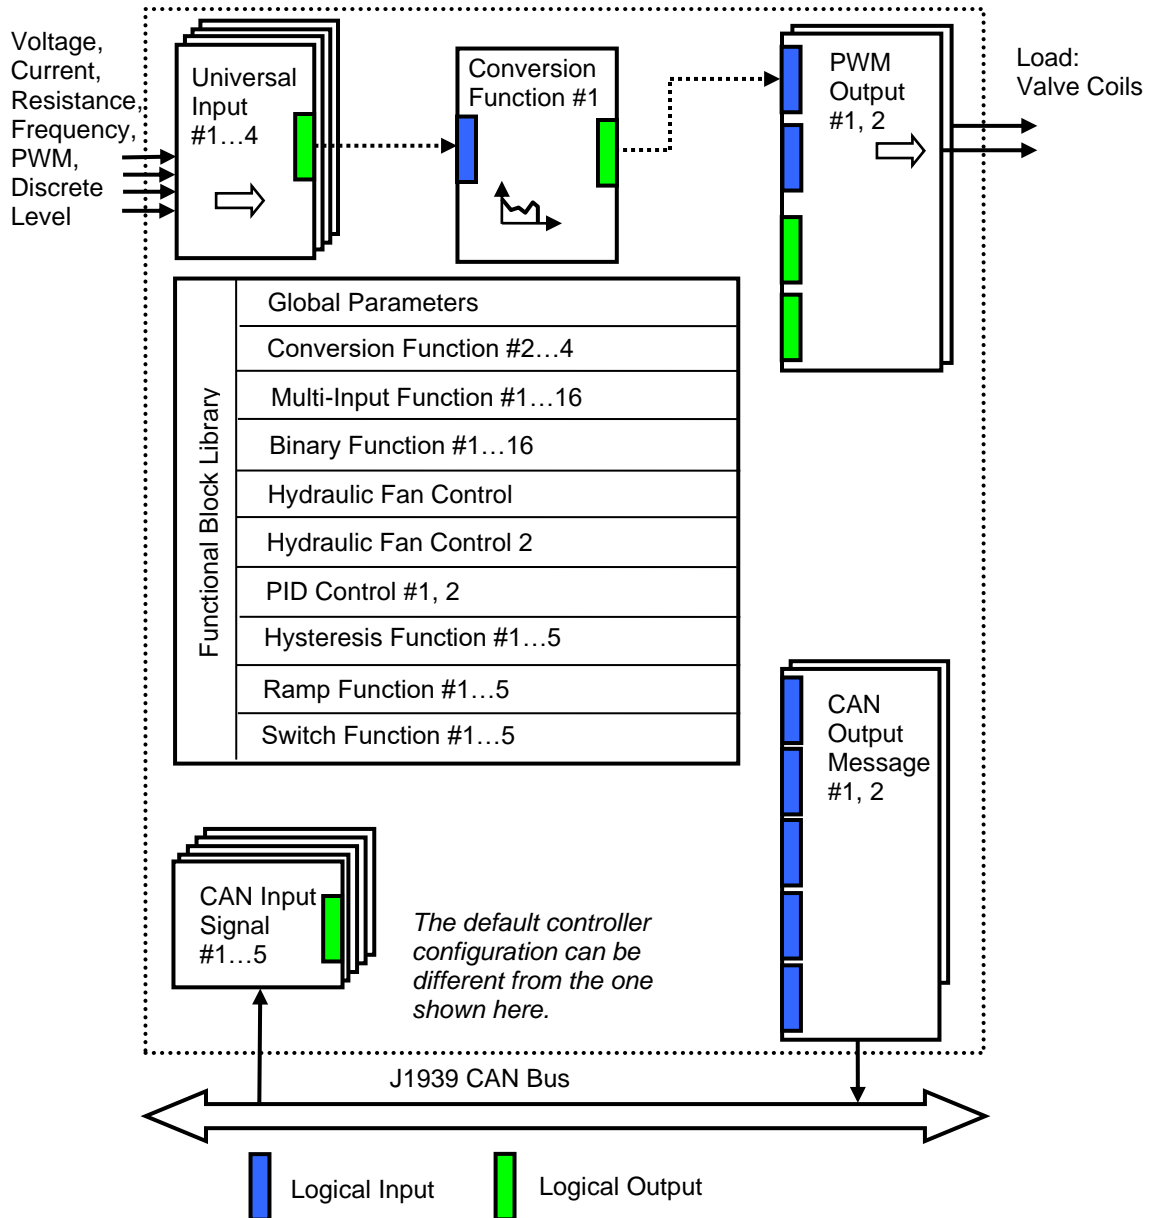 Voltage,
Current,
Resistance,
Frequency,
PWM,
Discrete
Level
Universal
Input
#1…4
Conversion
Function #1
PWM
Output
#1, 2
Load:
Valve Coils
Functional Block Library
Global Parameters
Conversion Function #2…4
Multi-Input Function #1…16
Binary Function #1…16
Hydraulic Fan Control
Hydraulic Fan Control 2
PID Control #1, 2
Hysteresis Function #1…5
Ramp Function #1…5
Switch Function #1…5
CAN
Output
Message
#1, 2
CAN Input
Signal
#1…5
The default controller
configuration can be
different from the one
shown here.
J1939 CAN Bus
Logical Input
Logical Output